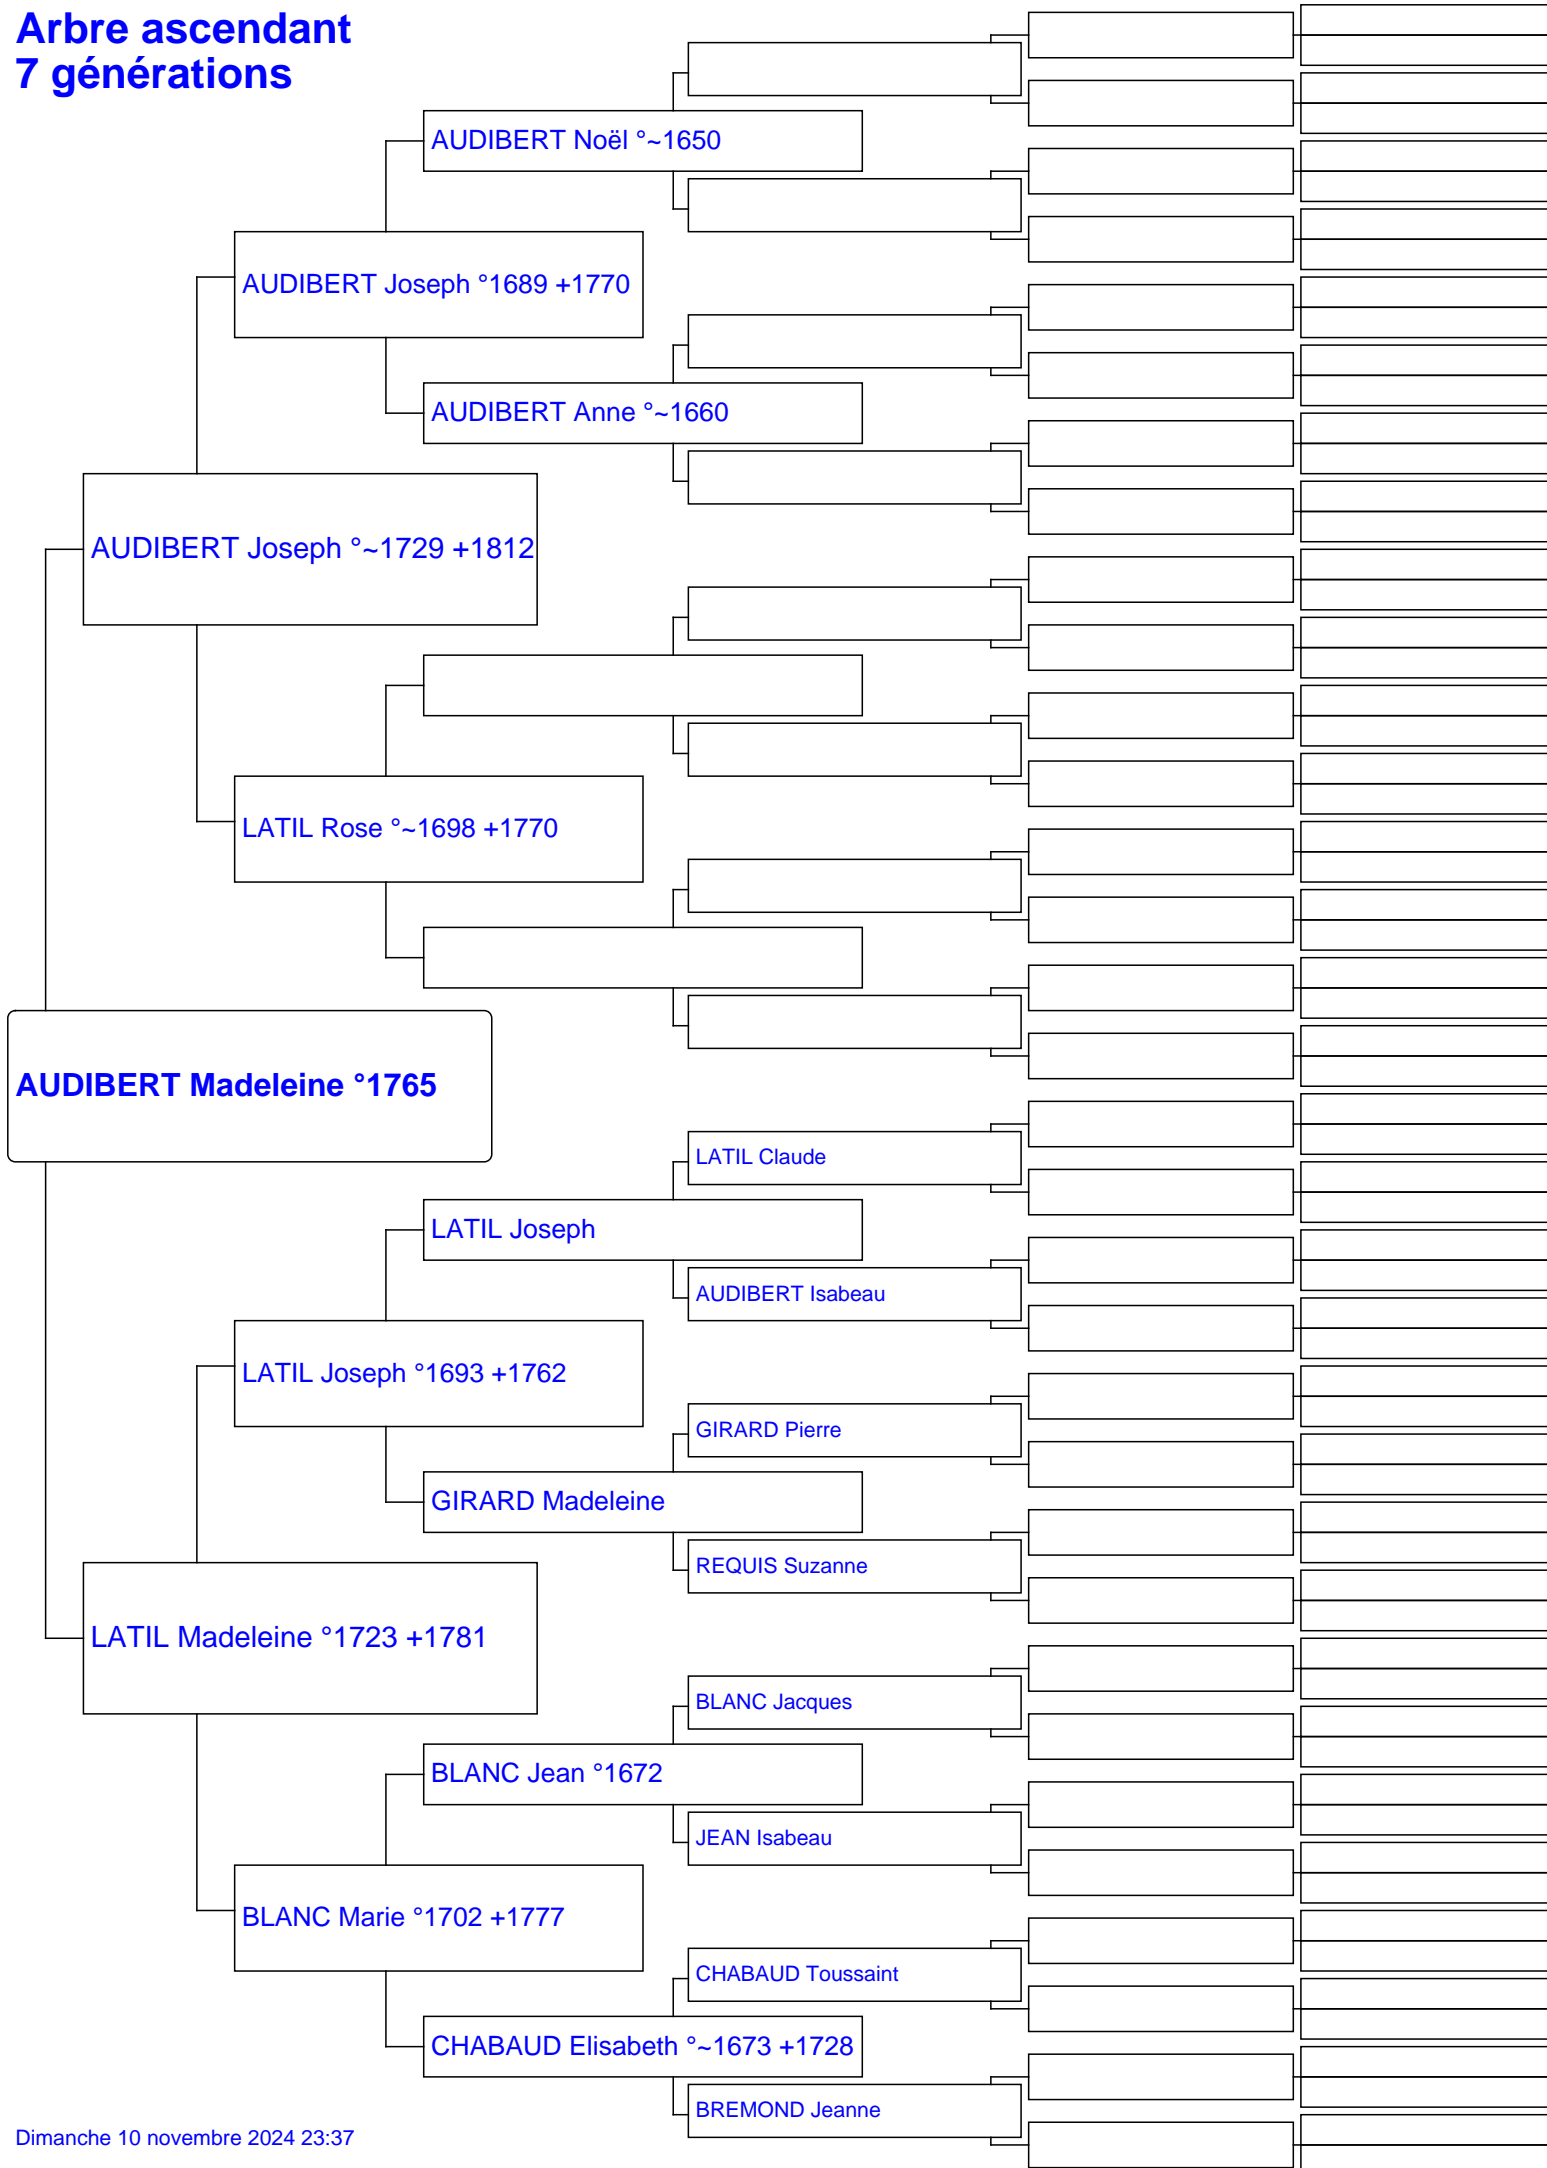 Arbre ascendant
7 générations
AUDIBERT Noël °~1650
AUDIBERT Joseph °1689 +1770
AUDIBERT Anne °~1660
AUDIBERT Joseph °~1729 +1812
LATIL Rose °~1698 +1770
AUDIBERT Madeleine °1765
LATIL Claude
LATIL Joseph
AUDIBERT Isabeau
LATIL Joseph °1693 +1762
GIRARD Pierre
GIRARD Madeleine
REQUIS Suzanne
LATIL Madeleine °1723 +1781
BLANC Jacques
BLANC Jean °1672
JEAN Isabeau
BLANC Marie °1702 +1777
CHABAUD Toussaint
CHABAUD Elisabeth °~1673 +1728
BREMOND Jeanne
Dimanche 10 novembre 2024 23:37